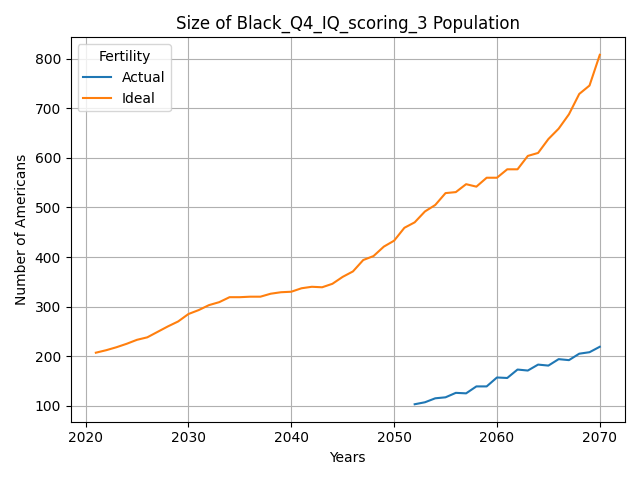 Size of Black_Q4_IQ_scoring_3 Population
Fertility
Actual
Ideal
800
700
600
500
400
300
200
100
Number of Americans
2020 2030 2040 2050 2060 2070
Years